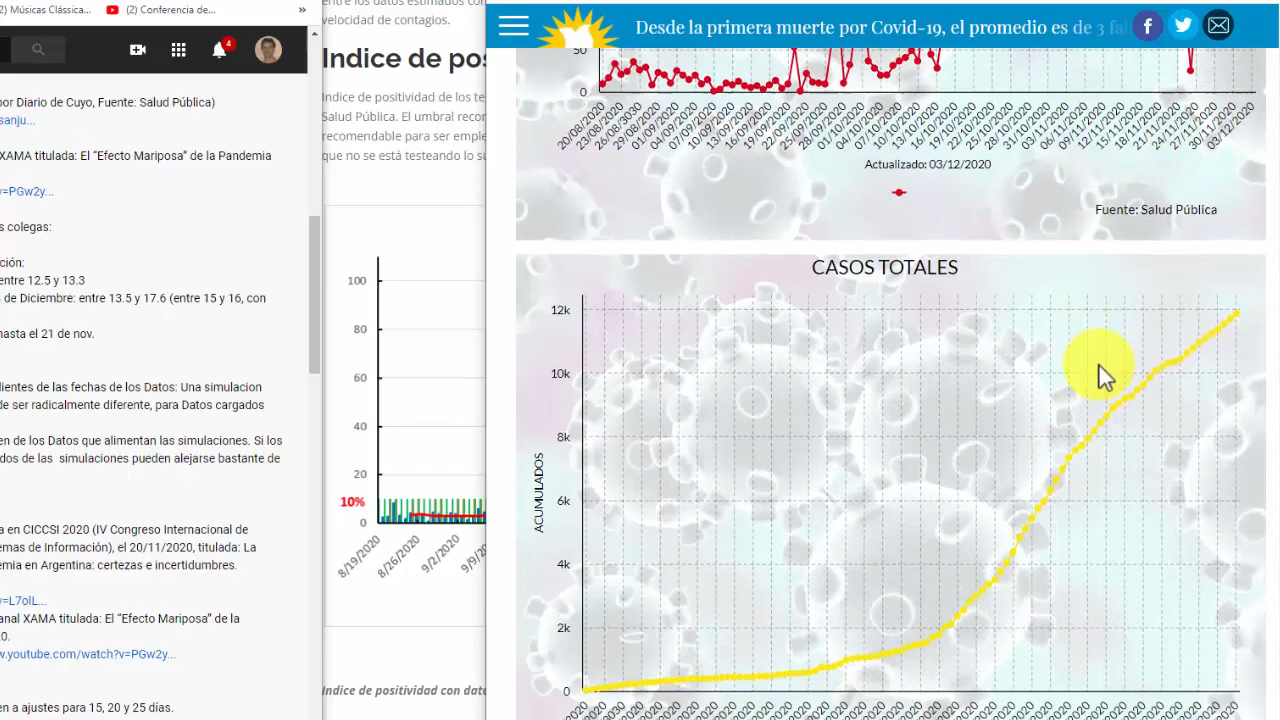 2) Músicas Clásica...
(2) Conferencia de...
»
4
por Diario de Cuyo, Fuente: Salud Pública)
sanju...
XAMA titulada: El “Efecto Mariposa” de la Pandemia
v=PGw2y...
s colegas:
ción:
entre 12.5 y 13.3
de Diciembre: entre 13.5 y 17.6 (entre 15 y 16, con
hasta el 21 de nov.
dientes de las fechas de los Datos: Una simulacion
de ser radicalmente diferente, para Datos cargados
en de los Datos que alimentan las simulaciones. Si los
dos de las simulaciones pueden alejarse bastante de
a en CICCSI 2020 (IV Congreso Internacional de
emas de Información), el 20/11/2020, titulada: La
emia en Argentina: certezas e incertidumbres.
v=L7olL...
anal XAMA titulada: El “Efecto Mariposa” de la
0.
w.youtube.com/watch?v=PGw2y...
en a ajustes para 15, 20 y 25 días.
entre los datos estimados con
velocidad de contagios.
Indice de pos
Indice de positividad de los te
Salud Pública. El umbral recor
recomendable para ser emple
que no se está testeando lo su
100
80
60
40
20
10%
0
8/19/2020 8/26/2020 9/2/2020 9/9/
Indice de positividad con data
Desde la primera muerte por Covid-19, el promedio es de 3 fal
50
0
20/08/2020 23/08/2020 26/08/2020 29/08/2020 01/09/2020 04/09/2020 07/09/2020 10/09/2020 13/09/2020 16/09/2020 19/09/2020 22/09/2020 25/09/2020 28/09/2020 01/10/2020 04/10/2020 07/10/2020 10/10/2020 13/10/2020 16/10/2020 19/10/2020 22/10/2020 25/10/2020 28/10/2020 31/10/2020 03/11/2020 06/11/2020 09/11/2020 12/11/2020 15/11/2020 18/11/2020 21/11/2020 24/11/2020 27/11/2020 30/11/2020 03/12/2020
Actualizado: 03/12/2020
Fuente: Salud Pública
CASOS TOTALES
ACUMULADOS
12k
10k
8k
6k
4k
2k
0